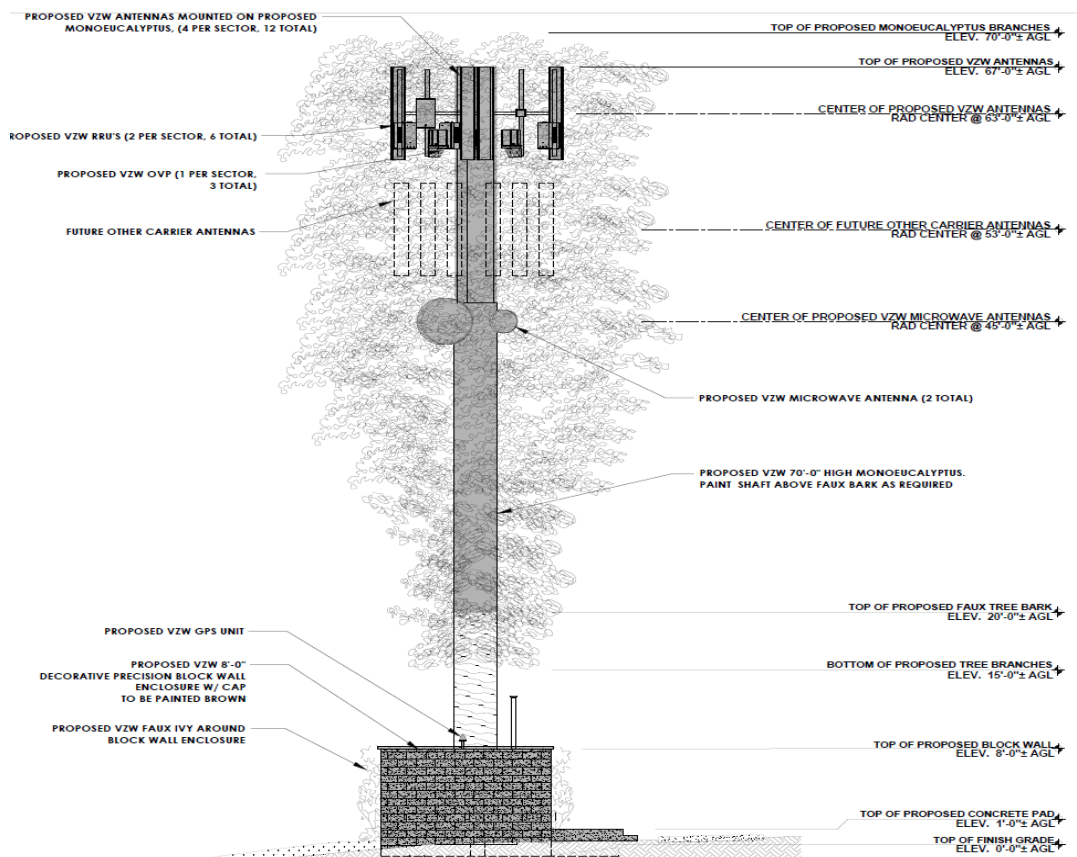 PROPOSED VZW ANTENNAS MOUNTED ON PROPOSED
MONOEUCALYPTUS, (4 PER SECTOR, 12 TOTAL)
ROPOSED VZW RRU'S (2 PER SECTOR, 6 TOTAL)
PROPOSED VZW OVP (1 PER SECTOR,
3 TOTAL)
FUTURE OTHER CARRIER ANTENNAS
PROPOSED VZW GPS UNIT
PROPOSED VZW 8'-0"
DECORATIVE PRECISION BLOCK WALL
ENCLOSURE W/ CAP
TO BE PAINTED BROWN
PROPOSED VZW FAUX IVY AROUND
BLOCK WALL ENCLOSURE
TOP OF PROPOSED MONOEUCALYPTUS BRANCHES
ELEV. 70'-0"± AGL
TOP OF PROPOSED VZW ANTENNAS
ELEV. 67'-0"± AGL
CENTER OF PROPOSED VZW ANTENNAS
RAD CENTER @ 63'-0"± AGL
CENTER OF FUTURE OTHER CARRIER ANTENNAS
RAD CENTER @ 53'-0"± AGL
CENTER OF PROPOSED VZW MICROWAVE ANTENNAS
RAD CENTER @ 45'-0"± AGL
PROPOSED VZW MICROWAVE ANTENNA (2 TOTAL)
PROPOSED VZW 70'-0" HIGH MONOEUCALYPTUS.
PAINT SHAFT ABOVE FAUX BARK AS REQUIRED
TOP OF PROPOSED FAUX TREE BARK
ELEV. 20'-0"± AGL
BOTTOM OF PROPOSED TREE BRANCHES
ELEV. 15'-0"± AGL
TOP OF PROPOSED BLOCK WALL
ELEV. 8'-0"± AGL
TOP OF PROPOSED CONCRETE PAD
ELEV. 1'-0"± AGL
TOP OF FINISH GRADE
ELEV. 0'-0"± AGL